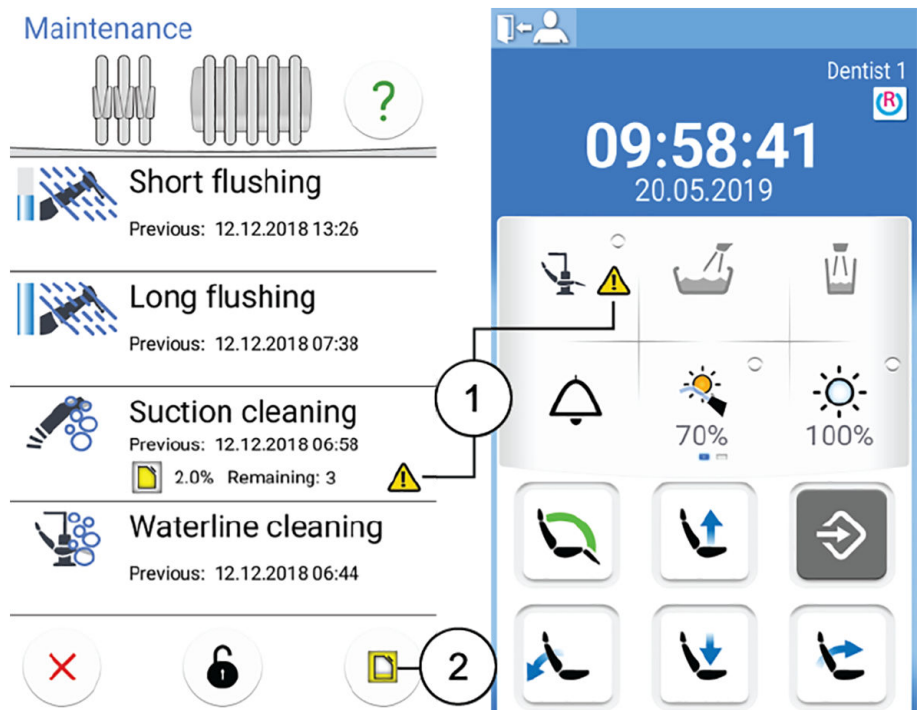 Maintenance
?
Short flushing
Previous: 12.12.2018 13:26
Long flushing
Previous: 12.12.2018 07:38
Suction cleaning
Previous: 12.12.2018 06:58
2.0% Remaining: 3
Waterline cleaning
Previous: 12.12.2018 06:44
1
2
Dentist 1
R
09:58:41
20.05.2019
70%
100%